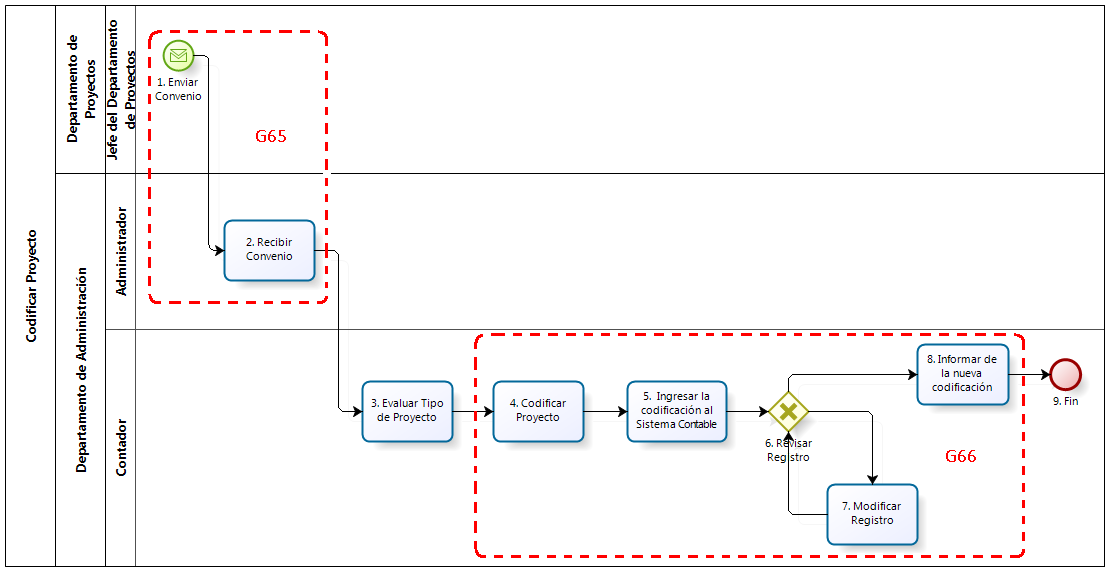 Codificar Proyecto
Departamento de
Proyectos
Jefe del Departamento
de Proyectos
1. Enviar
Convenio
G65
Departamento de Administración
Administrador
2. Recibir
Convenio
Contador
3. Evaluar Tipo
de Proyecto
4. Codificar
Proyecto
5. Ingresar la
codificación al
Sistema Contable
6. Revisar
Registro
7. Modificar
Registro
8. Informar de
la nueva
codificación
9. Fin
G66